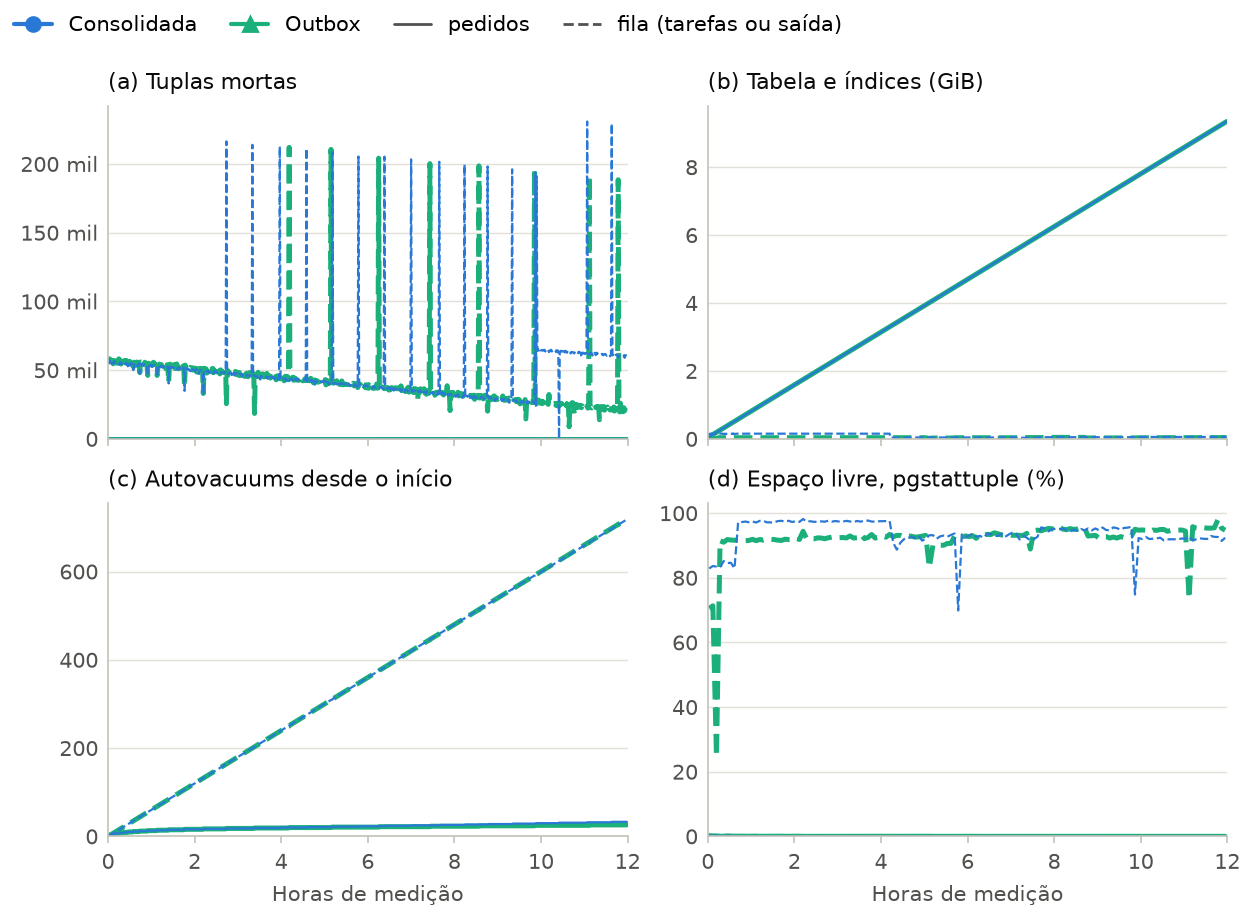 Consolidada Outbox pedidos fila (tarefas ou saída)
(a) Tuplas mortas
200 mil
150 mil
100 mil
50 mil
0
(b) Tabela e índices (GiB)
8
6
4
2
0
(c) Autovacuums desde o início
600
400
200
0
0 2 4 6 8 10 12
Horas de medição
(d) Espaço livre, pgstattuple (%)
100
80
60
40
20
0
0 2 4 6 8 10 12
Horas de medição